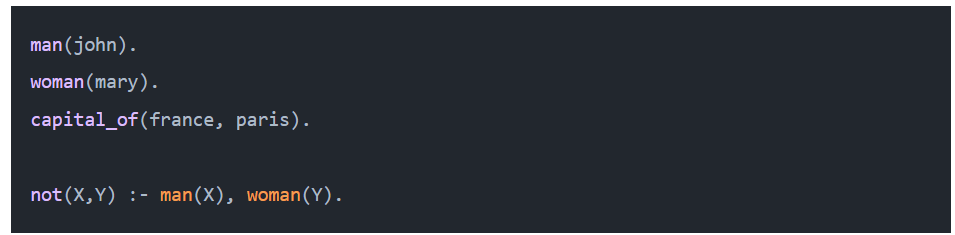 man(john).
woman(mary).
capital_of(france, paris).
not(X,Y) :- man(X), woman(Y).